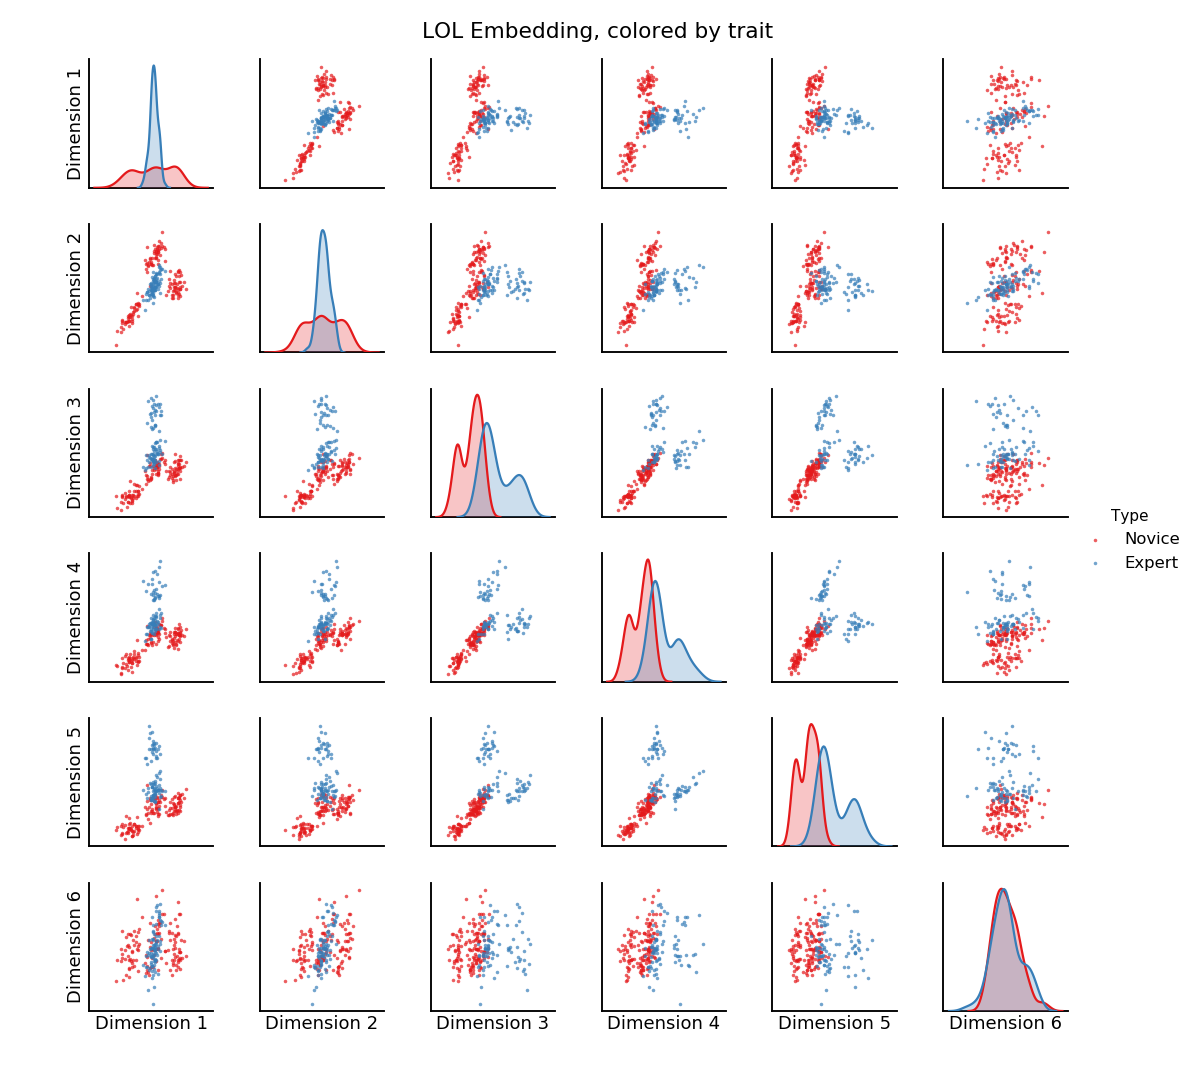 LOL Embedding, colored by trait
Dimension 1
Dimension 2
Dimension 3
Dimension 4
Dimension 5
Dimension 6
Type
Novice
Expert
Dimension 1
Dimension 2
Dimension 3
Dimension 4
Dimension 5
Dimension 6